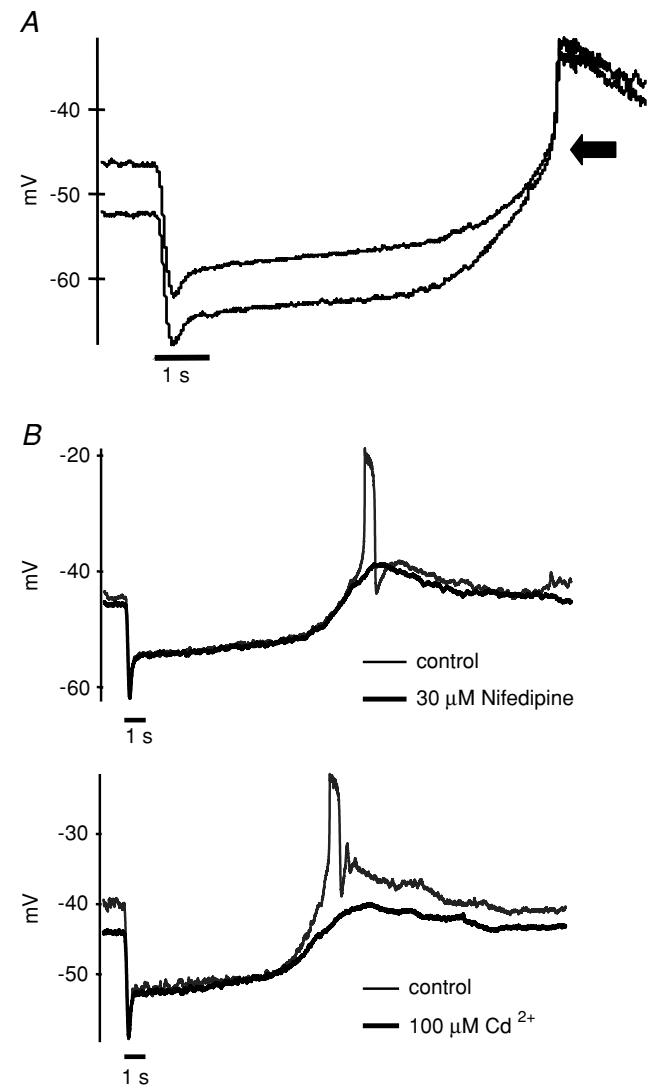 A
-40
-50
-60
mV
1 s
B
-20
-40
-60
mV
control
30 μM Nifedipine
1 s
-30
-40
-50
mV
control
100 μM Cd 2+
1 s